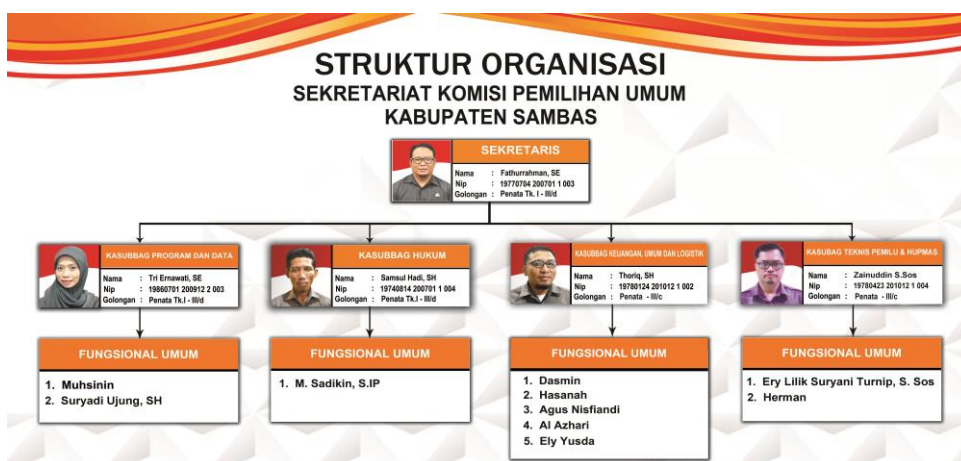 STRUKTUR ORGANISASI
SEKRETARIAT KOMISI PEMILIHAN UMUM
KABUPATEN SAMBAS
SEKRETARIS
Nama : Fathurrahman, SE
Nip : 19770704 200701 1 003
Golongan : Penata Tk. I - III/d
KASUBBAG PROGRAM DAN DATA
Nama : Tri Ernawati, SE
Nip : 19860701 200912 2 003
Golongan : Penata Tk.I - III/d
KASUBBAG HUKUM
Nama : Samsul Hadi, SH
Nip : 19740814 200701 1 004
Golongan : Penata Tk.I - III/d
KASUBBAG KEUANGAN, UMUM DAN LOGISTIK
Nama : Thoriq, SH
Nip : 19780124 201012 1 002
Golongan : Penata - III/c
KASUBAG TEKNIS PEMILU & HUPMAS
Nama : Zainuddin S.Sos
Nip : 19780423 201012 1 004
Golongan : Penata - III/c
FUNGSIONAL UMUM
1. Muhsinin
2. Suryadi Ujung, SH
FUNGSIONAL UMUM
1. M. Sadikin, S.IP
FUNGSIONAL UMUM
1. Dasmin
2. Hasanah
3. Agus Nisfiandi
4. Al Azhari
5. Ely Yusda
FUNGSIONAL UMUM
1. Ery Lilik Suryani Turnip, S. Sos
2. Herman